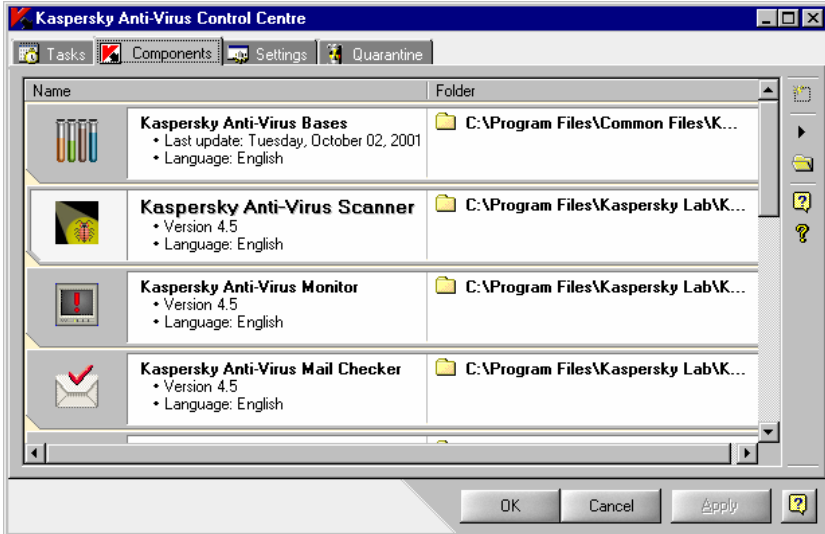 Kaspersky Anti-Virus Control Centre
Tasks Components Settings Quarantine
Name Folder
Kaspersky Anti-Virus Bases C:\Program Files\Common Files\K...
• Last update: Tuesday, October 02, 2001
• Language: English
Kaspersky Anti-Virus Scanner C:\Program Files\Kaspersky Lab\K...
• Version 4.5
• Language: English
Kaspersky Anti-Virus Monitor C:\Program Files\Kaspersky Lab\K...
• Version 4.5
• Language: English
Kaspersky Anti-Virus Mail Checker C:\Program Files\Kaspersky Lab\K...
• Version 4.5
• Language: English
OK Cancel Apply